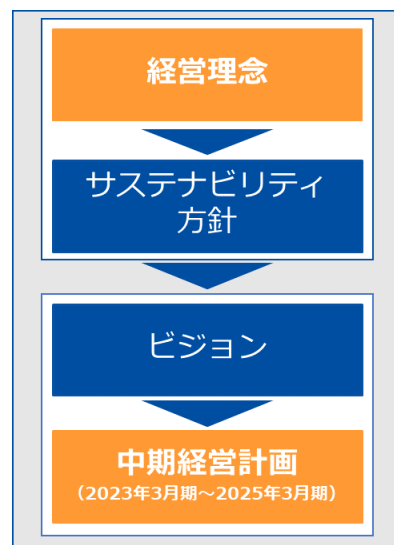 経営理念
サステナビリティ
方針
ビジョン
中期経営計画
（2023年3月期～2025年3月期）